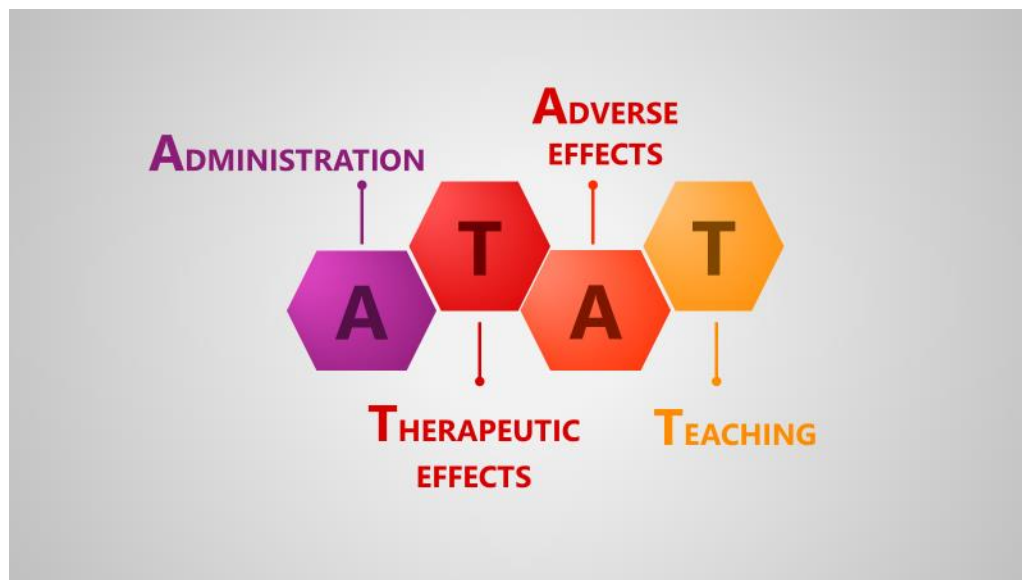 ADVERSE
EFFECTS
ADMINISTRATION
A
T
A
T
THERAPEUTIC
EFFECTS
TEACHING